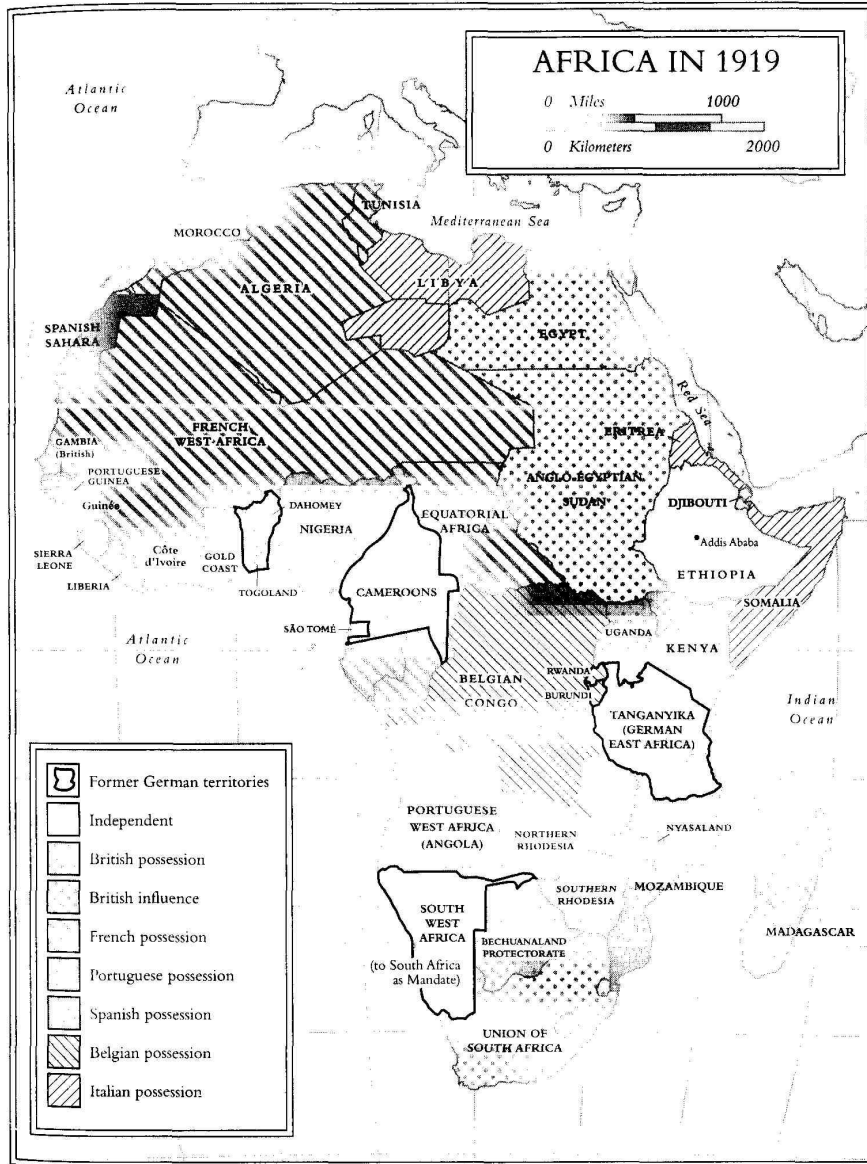 AFRICA IN 1919
0 Miles 1000
0 Kilometers 2000
Atlantic
Ocean
TUNISIA
Mediterranean Sea
MOROCCO
ALGERIA
LIBYA
EGYPT
SPANISH
SAHARA
Red Sea
FRENCH
WEST-AFRICA
ERITREA
GAMBIA
(British)
PORTUGUESE
GUINEA
Guinée
DAHOMEY
NIGERIA
EQUATORIAL
AFRICA
ANGLO-EGYPTIAN
SUDAN
DJIBOUTI
Addis Ababa
ETHIOPIA
SIERRA
LEONE
Côte
d'Ivoire
GOLD
COAST
LIBERIA
TOGOLAND
CAMEROONS
SOMALIA
SÃO TOMÉ
UGANDA
KENYA
Atlantic
Ocean
BELGIAN
CONGO
RWANDA
BURUNDI
TANGANYIKA
(GERMAN
EAST AFRICA)
Indian
Ocean
PORTUGUESE
WEST AFRICA
(ANGOLA)
NORTHERN
RHODESIA
NYASALAND
SOUTHERN
RHODESIA
MOZAMBIQUE
SOUTH
WEST
AFRICA
(to South Africa
as Mandate)
BECHUANALAND
PROTECTORATE
MADAGASCAR
UNION OF
SOUTH AFRICA
Former German territories
Independent
British possession
British influence
French possession
Portuguese possession
Spanish possession
Belgian possession
Italian possession